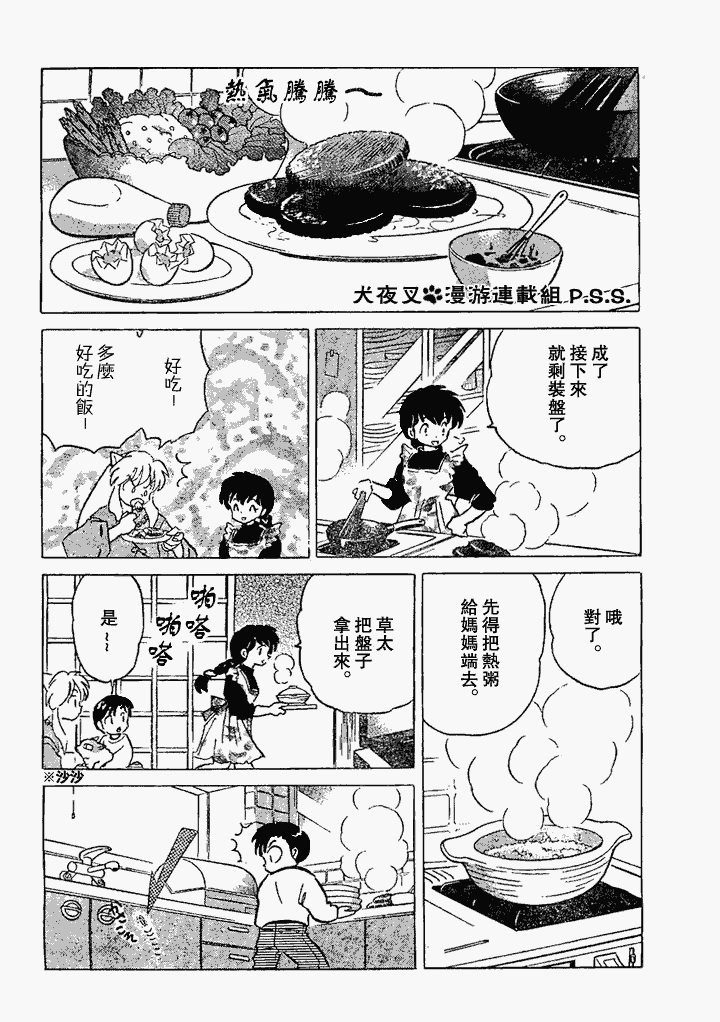 熱氣騰騰～
犬夜叉 漫游連載組 P.S.S.
成了
接下來
就剩裝盤了。
好吃—
多麼
好吃的飯—
哦
對了。
先得把熱粥
給媽媽端去。
草太
把盤子
拿出來。
啪嗒
啪嗒
是～～
※沙沙